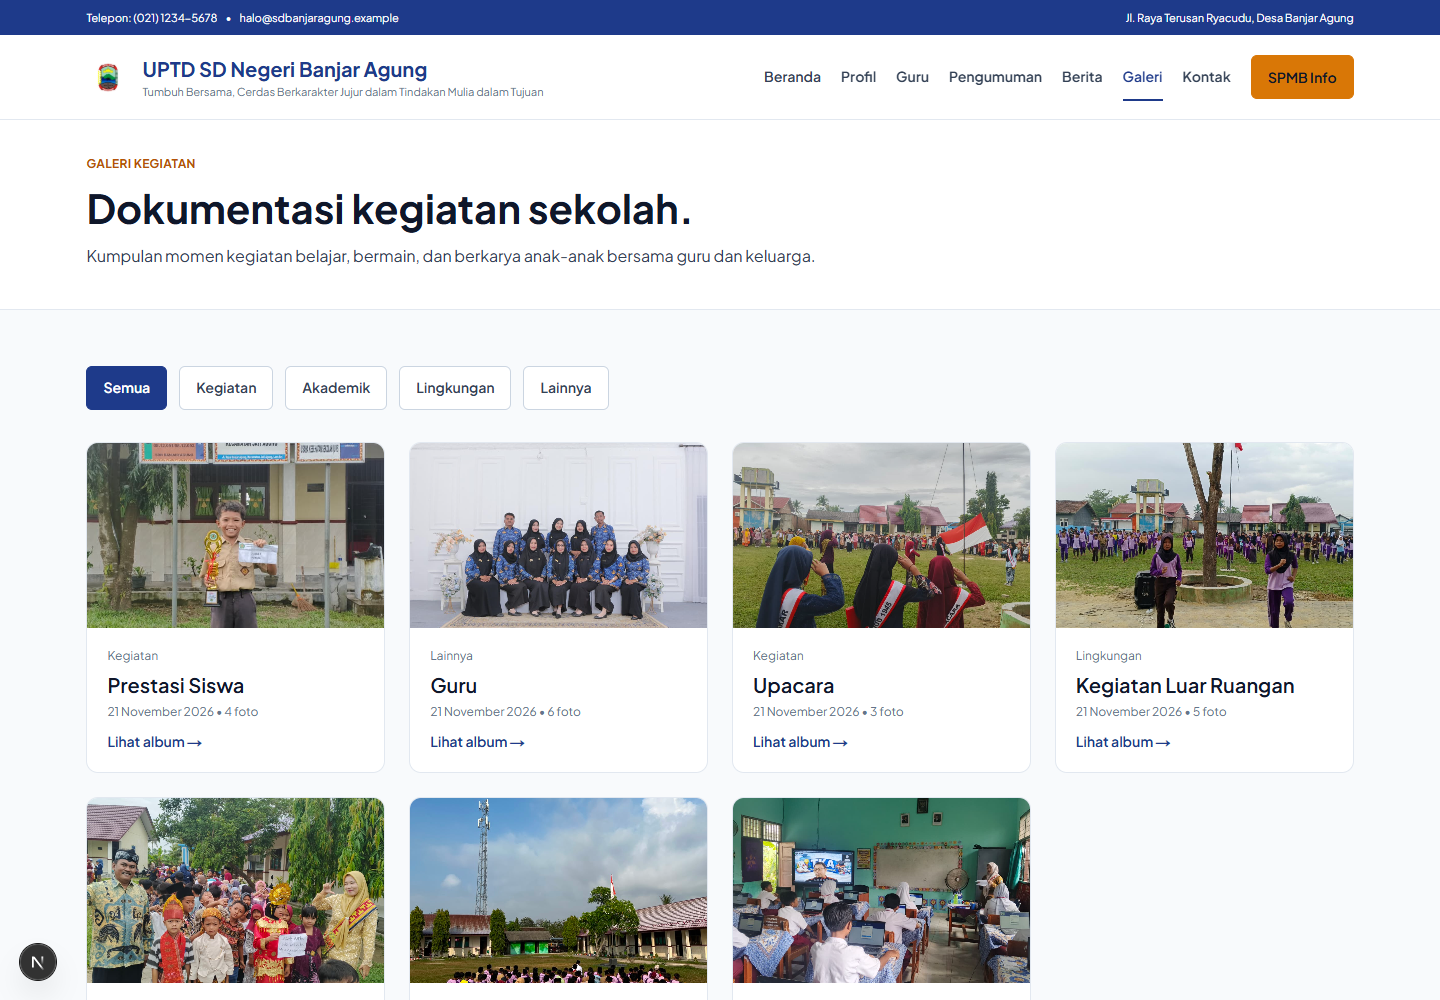 Telepon: (021) 1234-5678 • halo@sdbanjaragung.example
Jl. Raya Terusan Ryacudu, Desa Banjar Agung
UPTD SD Negeri Banjar Agung
Tumbuh Bersama, Cerdas Berkarakter Jujur dalam Tindakan Mulia dalam Tujuan
Beranda Profil Guru Pengumuman Berita Galeri Kontak SPMB Info
GALERI KEGIATAN
Dokumentasi kegiatan sekolah.
Kumpulan momen kegiatan belajar, bermain, dan berkarya anak-anak bersama guru dan keluarga.
Semua Kegiatan Akademik Lingkungan Lainnya
Kegiatan
Prestasi Siswa
21 November 2026 • 4 foto
Lihat album →
Lainnya
Guru
21 November 2026 • 6 foto
Lihat album →
Kegiatan
Upacara
21 November 2026 • 3 foto
Lihat album →
Lingkungan
Kegiatan Luar Ruangan
21 November 2026 • 5 foto
Lihat album →
N